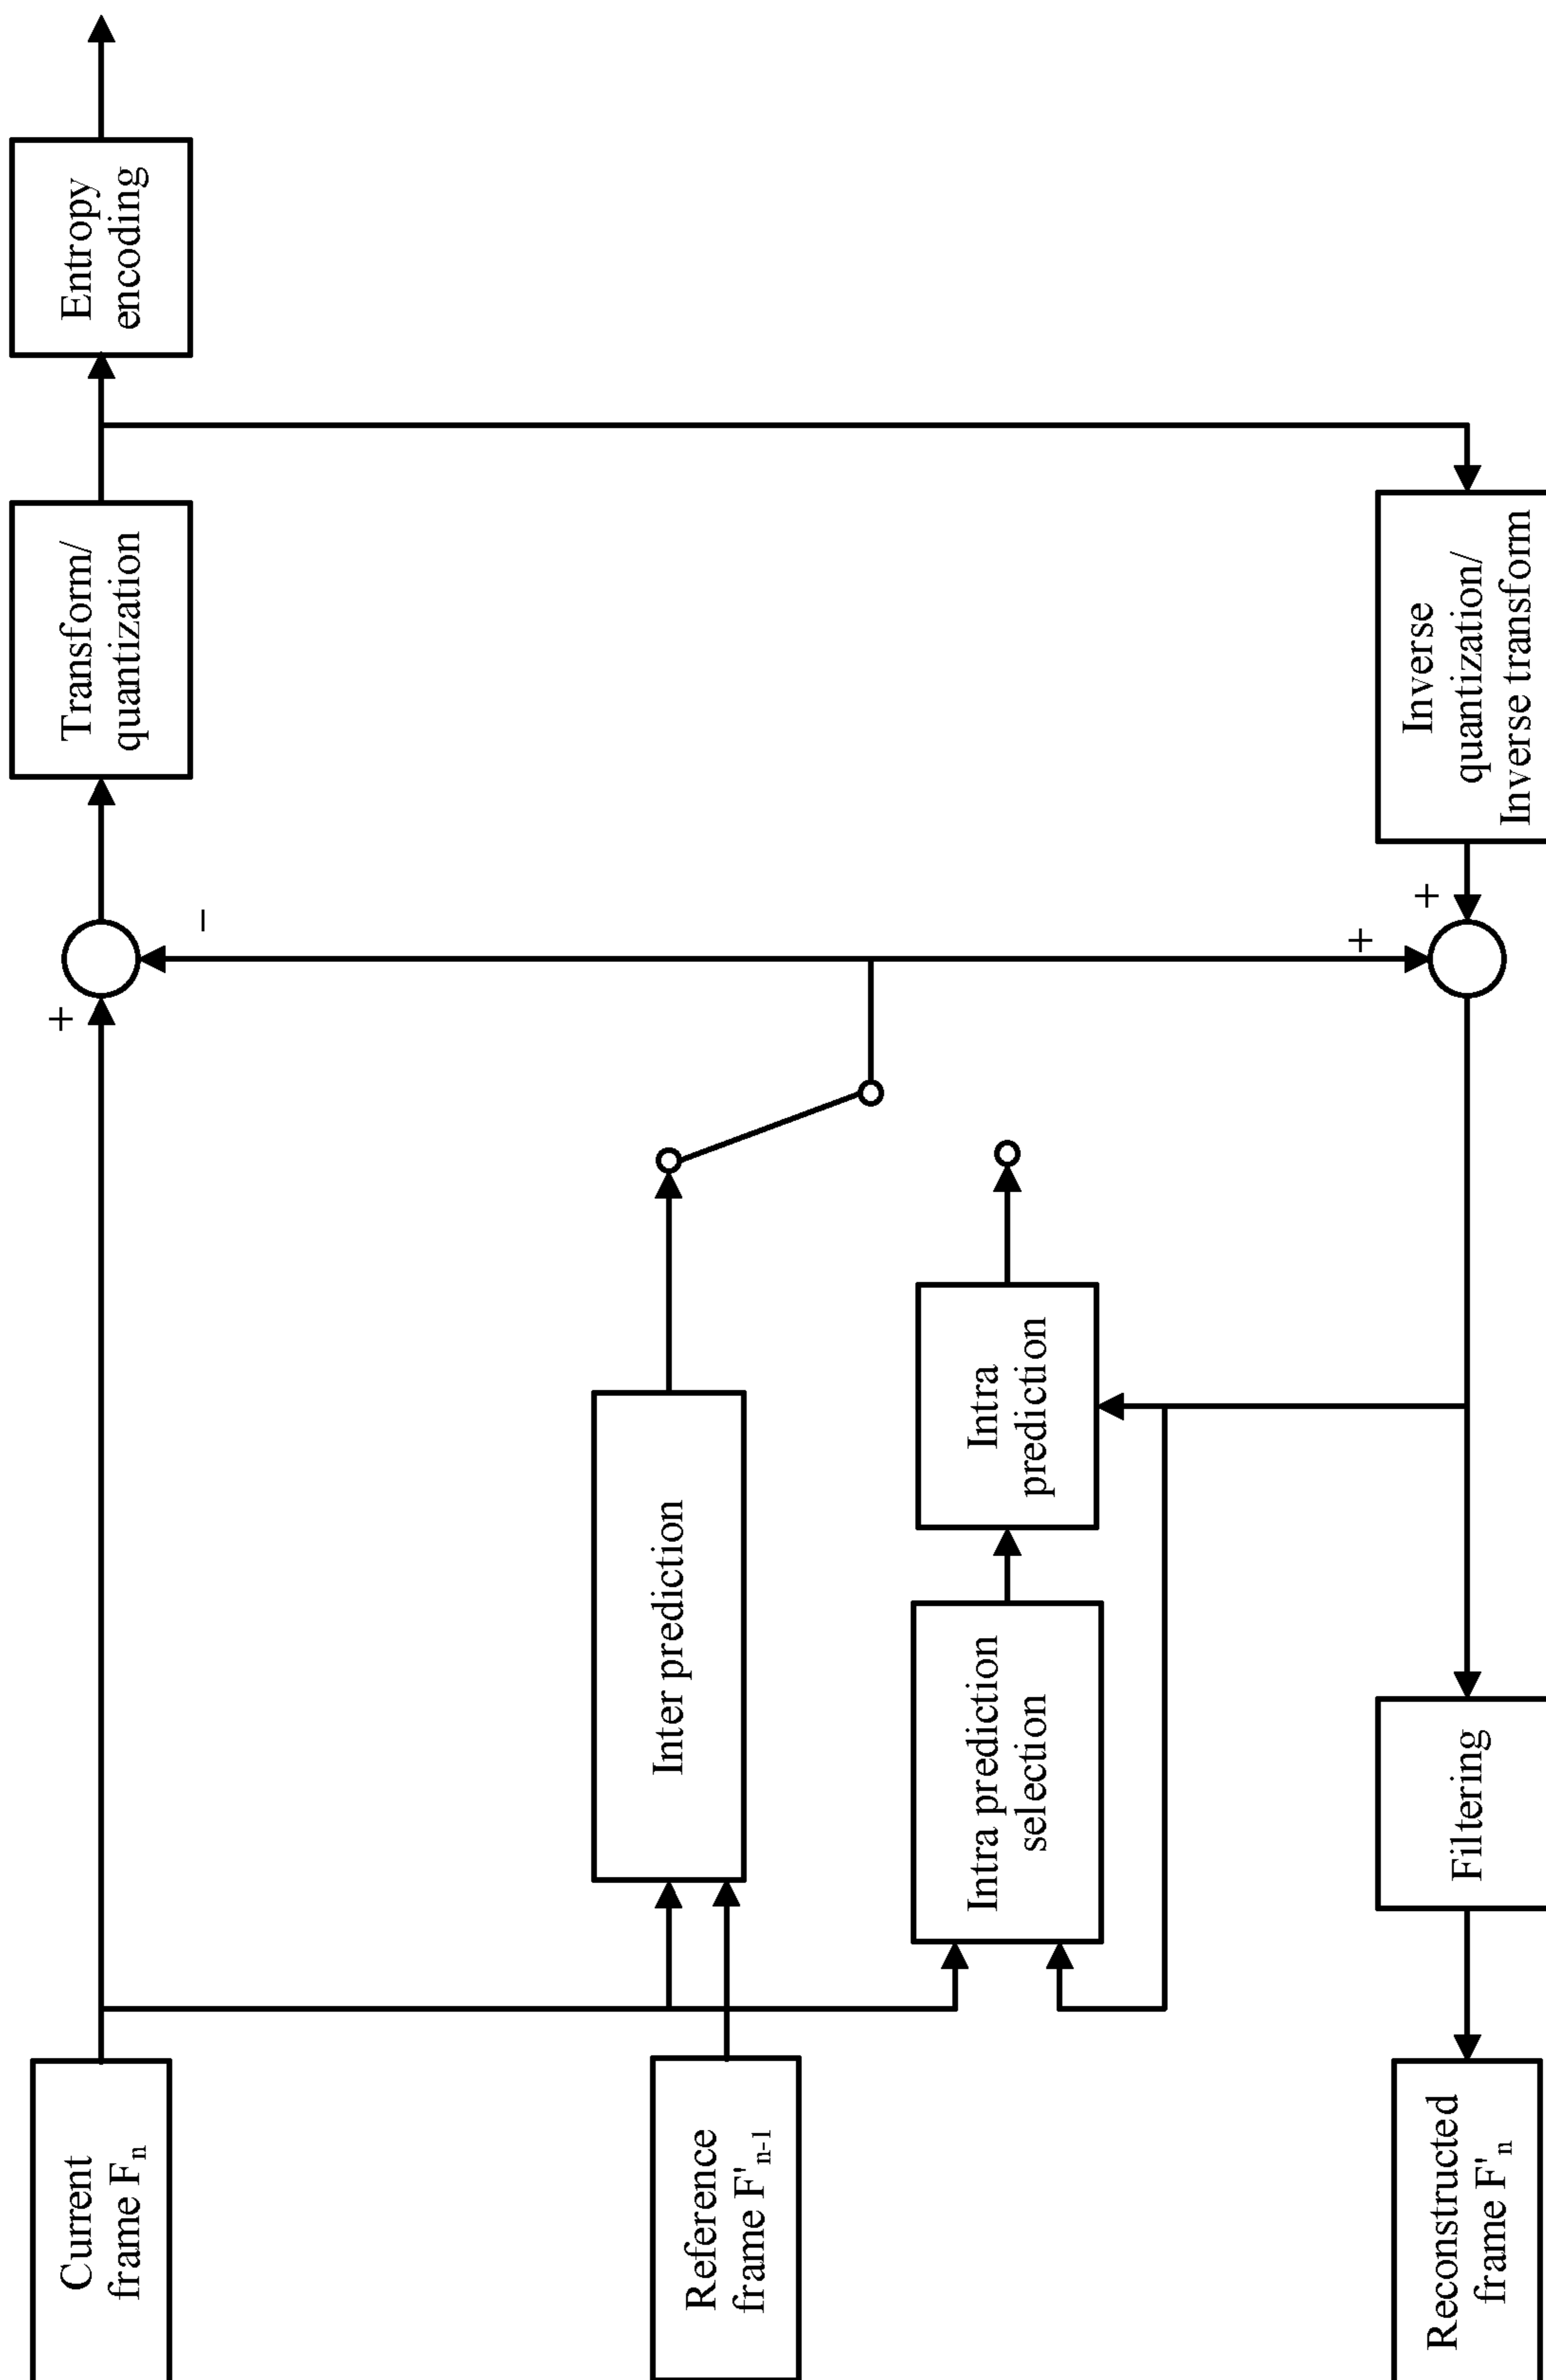 Current
frame Fn
+
-
Transform/
quantization
Entropy
encoding
Inter prediction
Reference
frame F'n-1
Intra prediction
selection
Intra
prediction
+
+
Inverse
quantization/
Inverse transform
Filtering
Reconstructed
frame F'n